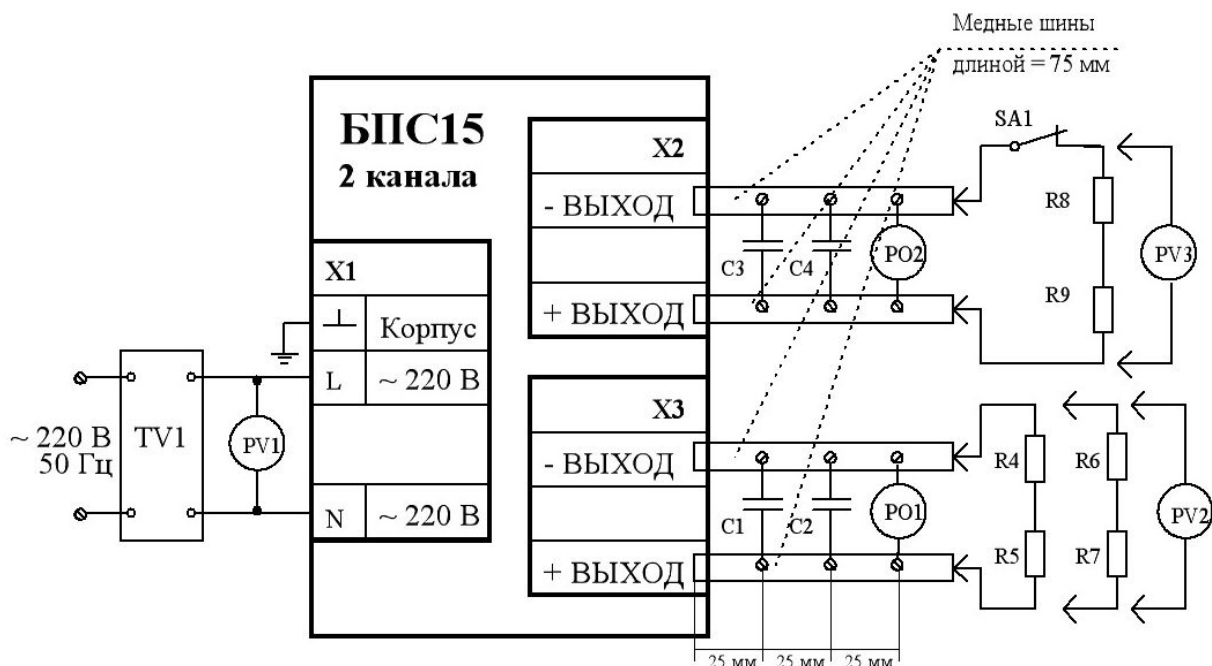 Медные шины
длиной = 75 мм
БПС15
2 канала
X2
- ВЫХОД
+ ВЫХОД
C3
C4
PO2
SA1
R8
R9
PV3
X1
Корпус
L
~ 220 В
N
~ 220 В
~ 220 В
50 Гц
TV1
PV1
X3
- ВЫХОД
+ ВЫХОД
C1
C2
PO1
R4
R5
R6
R7
PV2
25 мм
25 мм
25 мм